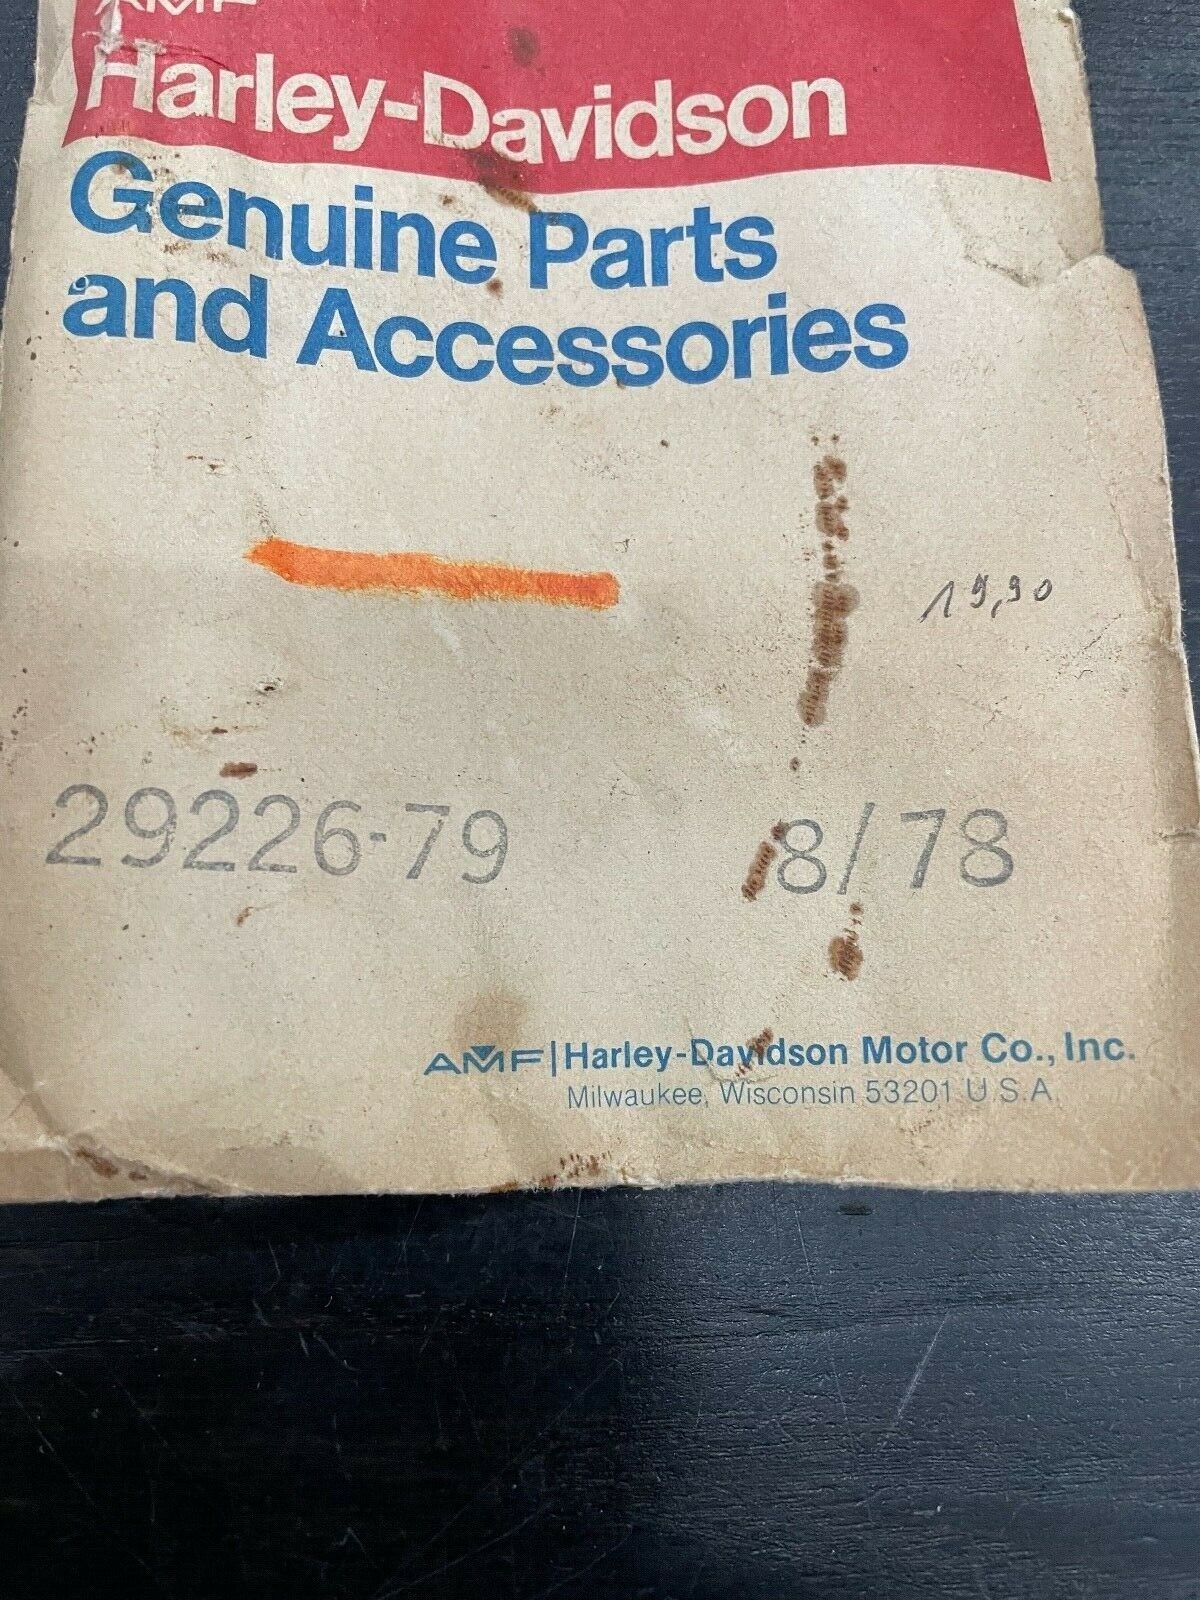 AMF
Harley-Davidson
Genuine Parts
and Accessories
19,90
29226-79 8/78
AMF | Harley-Davidson Motor Co., Inc.
Milwaukee, Wisconsin 53201 U.S.A